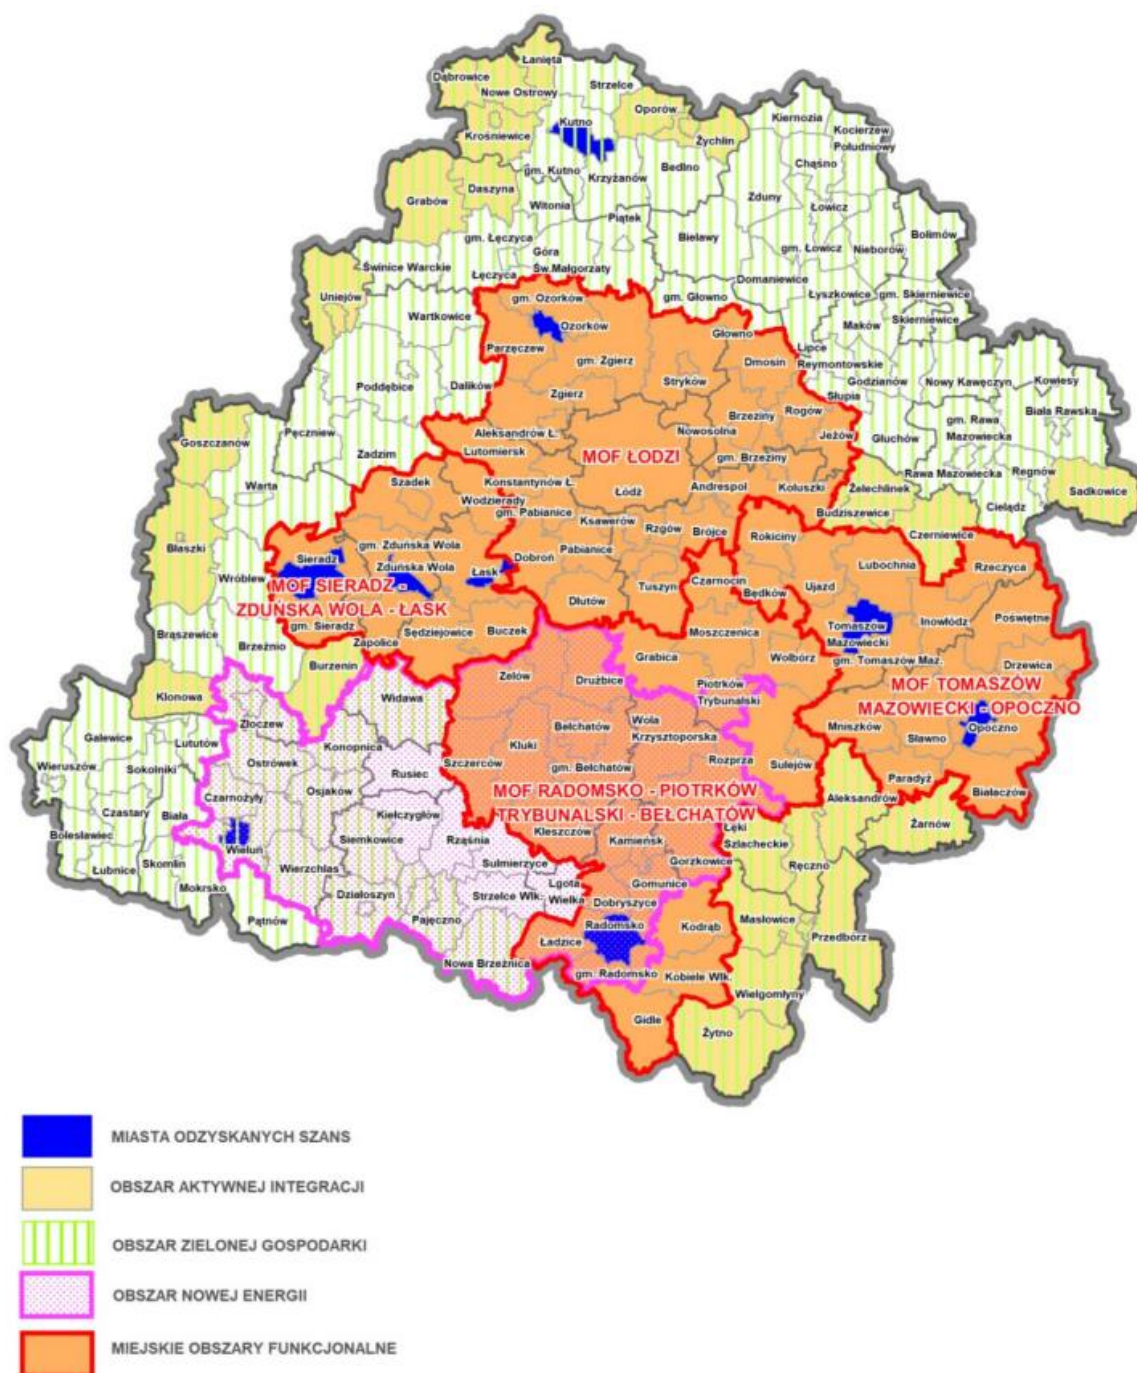 Łanięta
Dąbrowice
Nowe Ostrowy
Strzelce
Oporów
Kutno
Krośniewice
Żychlin
Kiernozia
Kocierzew
Południowy
Chąśno
Bedlno
gm. Kutno
Krzyżanów
Daszyna
Grabów
Zduny
Łowicz
Witonia
Piątek
Bielawy
gm. Łęczyca
Góra
Św.Małgorzaty
gm. Łowicz
Nieborów
Bolimów
Świnice Warckie
Łęczyca
Domaniewice
Uniejów
gm. Ozorków
gm. Głowno
Łyszkowice
gm. Skierniewice
Wartkowice
Ozorków
Maków
Skierniewice
Głowno
Parzęczew
gm. Zgierz
Dmosin
Lipce
Reymontowskie
Stryków
Godzianów
Nowy Kawęczyn
Kowiesy
Poddębice
Dalików
Zgierz
Słupia
Biała Rawska
Brzeziny
Rogów
gm. Rawa
Mazowiecka
Goszczanów
Pęczniew
Aleksandrów Ł.
Nowosolna
Jeżów
Głuchów
Zadzim
Lutomiersk
MOF ŁODZI
gm. Brzeziny
Rawa Mazowiecka
Regnów
Szadek
Konstantynów Ł.
Łódź
Andrespol
Koluszki
Żelechlinek
Sadkowice
Warta
Wodzierady
gm. Pabianice
Ksawerów
Rzgów
Brójce
Budziszewice
Cielądz
Rokiciny
Czerniewice
Błaszki
gm. Zduńska Wola
Sieradz
Zduńska Wola
Łask
Dobroń
Pabianice
Lubochnia
Rzeczyca
Wróblew
MOF SIERADZ -
ZDUŃSKA WOLA - ŁASK
Tuszyn
Czarnocin
Będków
Ujazd
Dłutów
Inowłódz
Poświętne
gm. Sieradz
Sędziejowice
Buczek
Moszczenica
Tomaszów
Mazowiecki
Brąszewice
Zapolice
Brzeźnio
Grabica
Wolbórz
gm. Tomaszów Maz.
Drzewica
Burzenin
Zelów
Drużbice
Piotrków
Trybunalski
MOF TOMASZÓW
MAZOWIECKI - OPOCZNO
Klonowa
Widawa
Złoczew
Bełchatów
Wola
Krzysztoporska
Mniszków
Opoczno
Galewice
Lututów
Konopnica
Kluki
Sławno
Ostrówek
Szczerców
gm. Bełchatów
Rozprza
Sulejów
Wieruszów
Sokolniki
Rusiec
Paradyż
Białaczów
Osjaków
MOF RADOMSKO - PIOTRKÓW
TRYBUNALSKI - BEŁCHATÓW
Aleksandrów
Czarnożyły
Czastary
Biała
Kiełczygłów
Żarnów
Bolesławiec
Siemkowice
Rząśnia
Kleszczów
Kamieńsk
Łęki
Szlacheckie
Wieluń
Ręczno
Skomlin
Łubnice
Wierzchlas
Sulmierzyce
Gorzkowice
Mokrsko
Działoszyn
Strzelce Wlk.
Lgota
Wielka
Gomunice
Dobryszyce
Pątnów
Pajęczno
Radomsko
Kodrąb
Masłowice
Przedbórz
Ładzice
Nowa Brzeźnica
gm. Radomsko
Kobiele Wlk.
Wielgomłyny
Gidle
Żytno
MIASTA ODZYSKANYCH SZANS
OBSZAR AKTYWNEJ INTEGRACJI
OBSZAR ZIELONEJ GOSPODARKI
OBSZAR NOWEJ ENERGII
MIEJSKIE OBSZARY FUNKCJONALNE